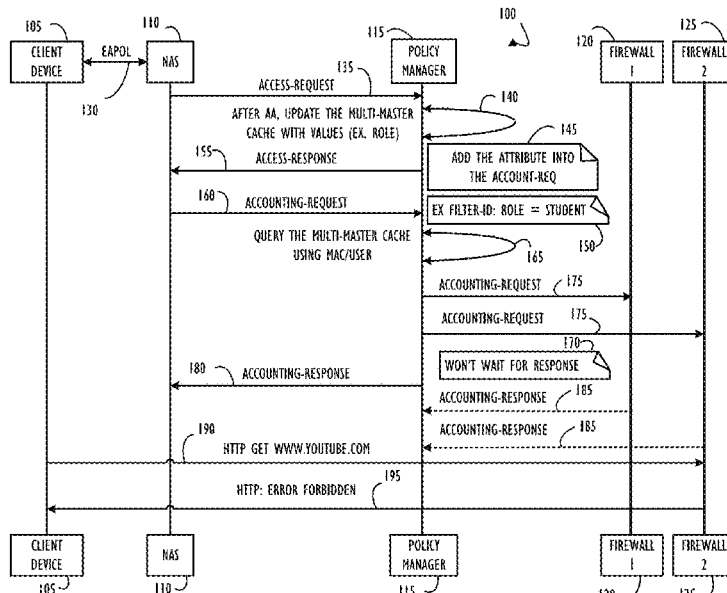 100
105
110
115
120
125
CLIENT
DEVICE
EAPOL
130
NAS
POLICY
MANAGER
FIREWALL
1
FIREWALL
2
ACCESS-REQUEST
135
AFTER AA, UPDATE THE MULTI-MASTER
CACHE WITH VALUES (EX. ROLE)
140
145
155
ACCESS-RESPONSE
ADD THE ATTRIBUTE INTO
THE ACCOUNT-REQ
160
ACCOUNTING-REQUEST
EX FILTER-ID: ROLE = STUDENT
150
QUERY THE MULTI-MASTER CACHE
USING MAC/USER
165
ACCOUNTING-REQUEST
175
ACCOUNTING-REQUEST
175
170
WON'T WAIT FOR RESPONSE
180
ACCOUNTING-RESPONSE
ACCOUNTING-RESPONSE
185
ACCOUNTING-RESPONSE
185
190
HTTP GET WWW.YOUTUBE.COM
HTTP: ERROR FORBIDDEN
195
CLIENT
DEVICE
NAS
POLICY
MANAGER
FIREWALL
1
FIREWALL
2
105
110
115
120
125